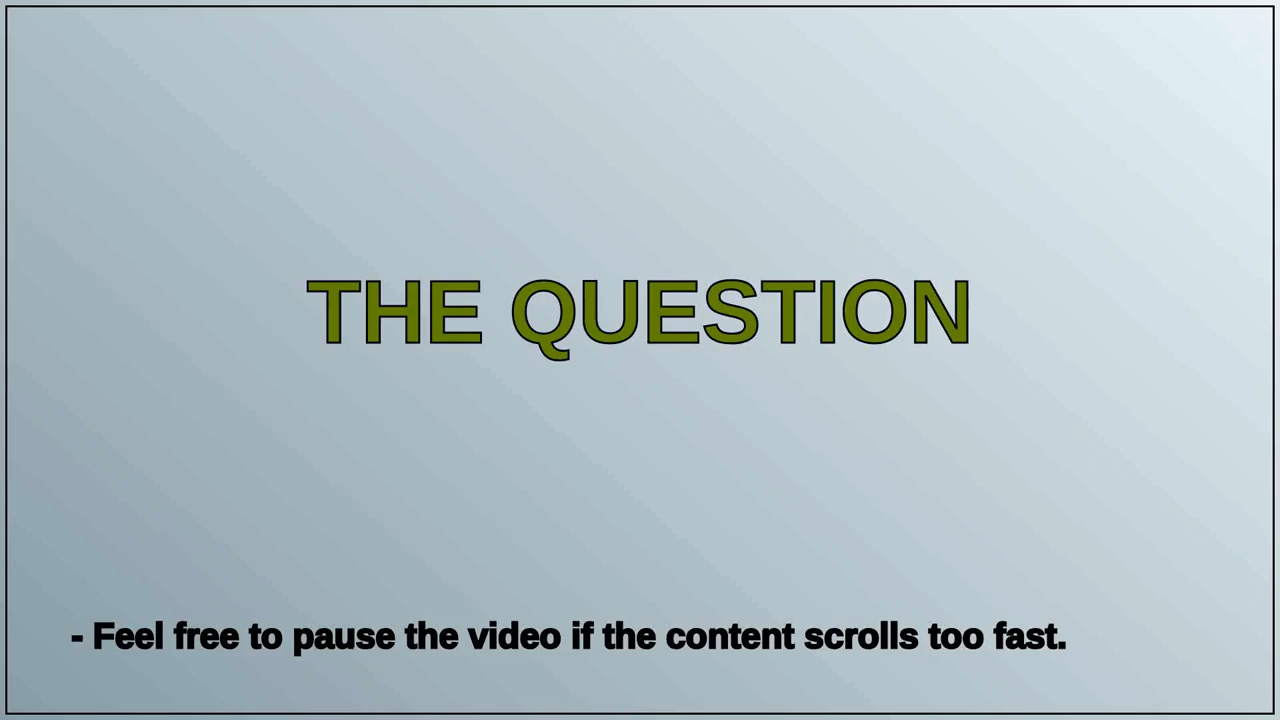 THE QUESTION
- Feel free to pause the video if the content scrolls too fast.